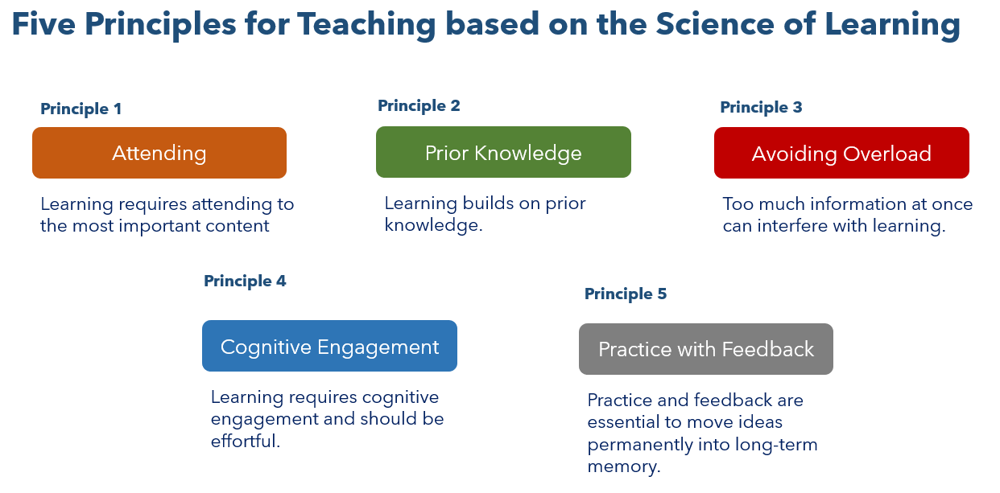 Five Principles for Teaching based on the Science of Learning
Principle 1
Attending
Learning requires attending to
the most important content
Principle 2
Prior Knowledge
Learning builds on prior
knowledge.
Principle 3
Avoiding Overload
Too much information at once
can interfere with learning.
Principle 4
Cognitive Engagement
Learning requires cognitive
engagement and should be
effortful.
Principle 5
Practice with Feedback
Practice and feedback are
essential to move ideas
permanently into long-term
memory.